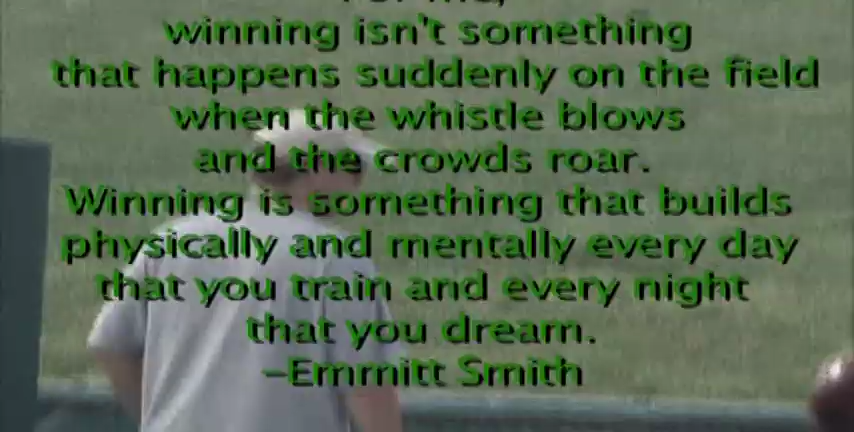 For me,
winning isn't something
that happens suddenly on the field
when the whistle blows
and the crowds roar.
Winning is something that builds
physically and mentally every day
that you train and every night
that you dream.
–Emmitt Smith